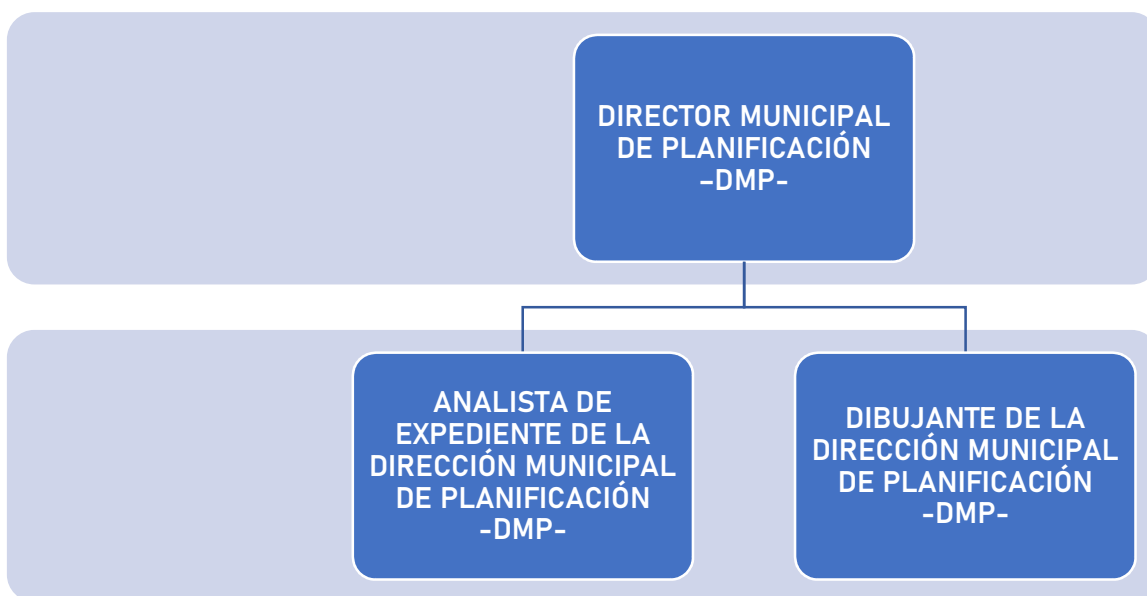 DIRECTOR MUNICIPAL
DE PLANIFICACIÓN
-DMP-
ANALISTA DE
EXPEDIENTE DE LA
DIRECCIÓN MUNICIPAL
DE PLANIFICACIÓN
-DMP-
DIBUJANTE DE LA
DIRECCIÓN MUNICIPAL
DE PLANIFICACIÓN
-DMP-